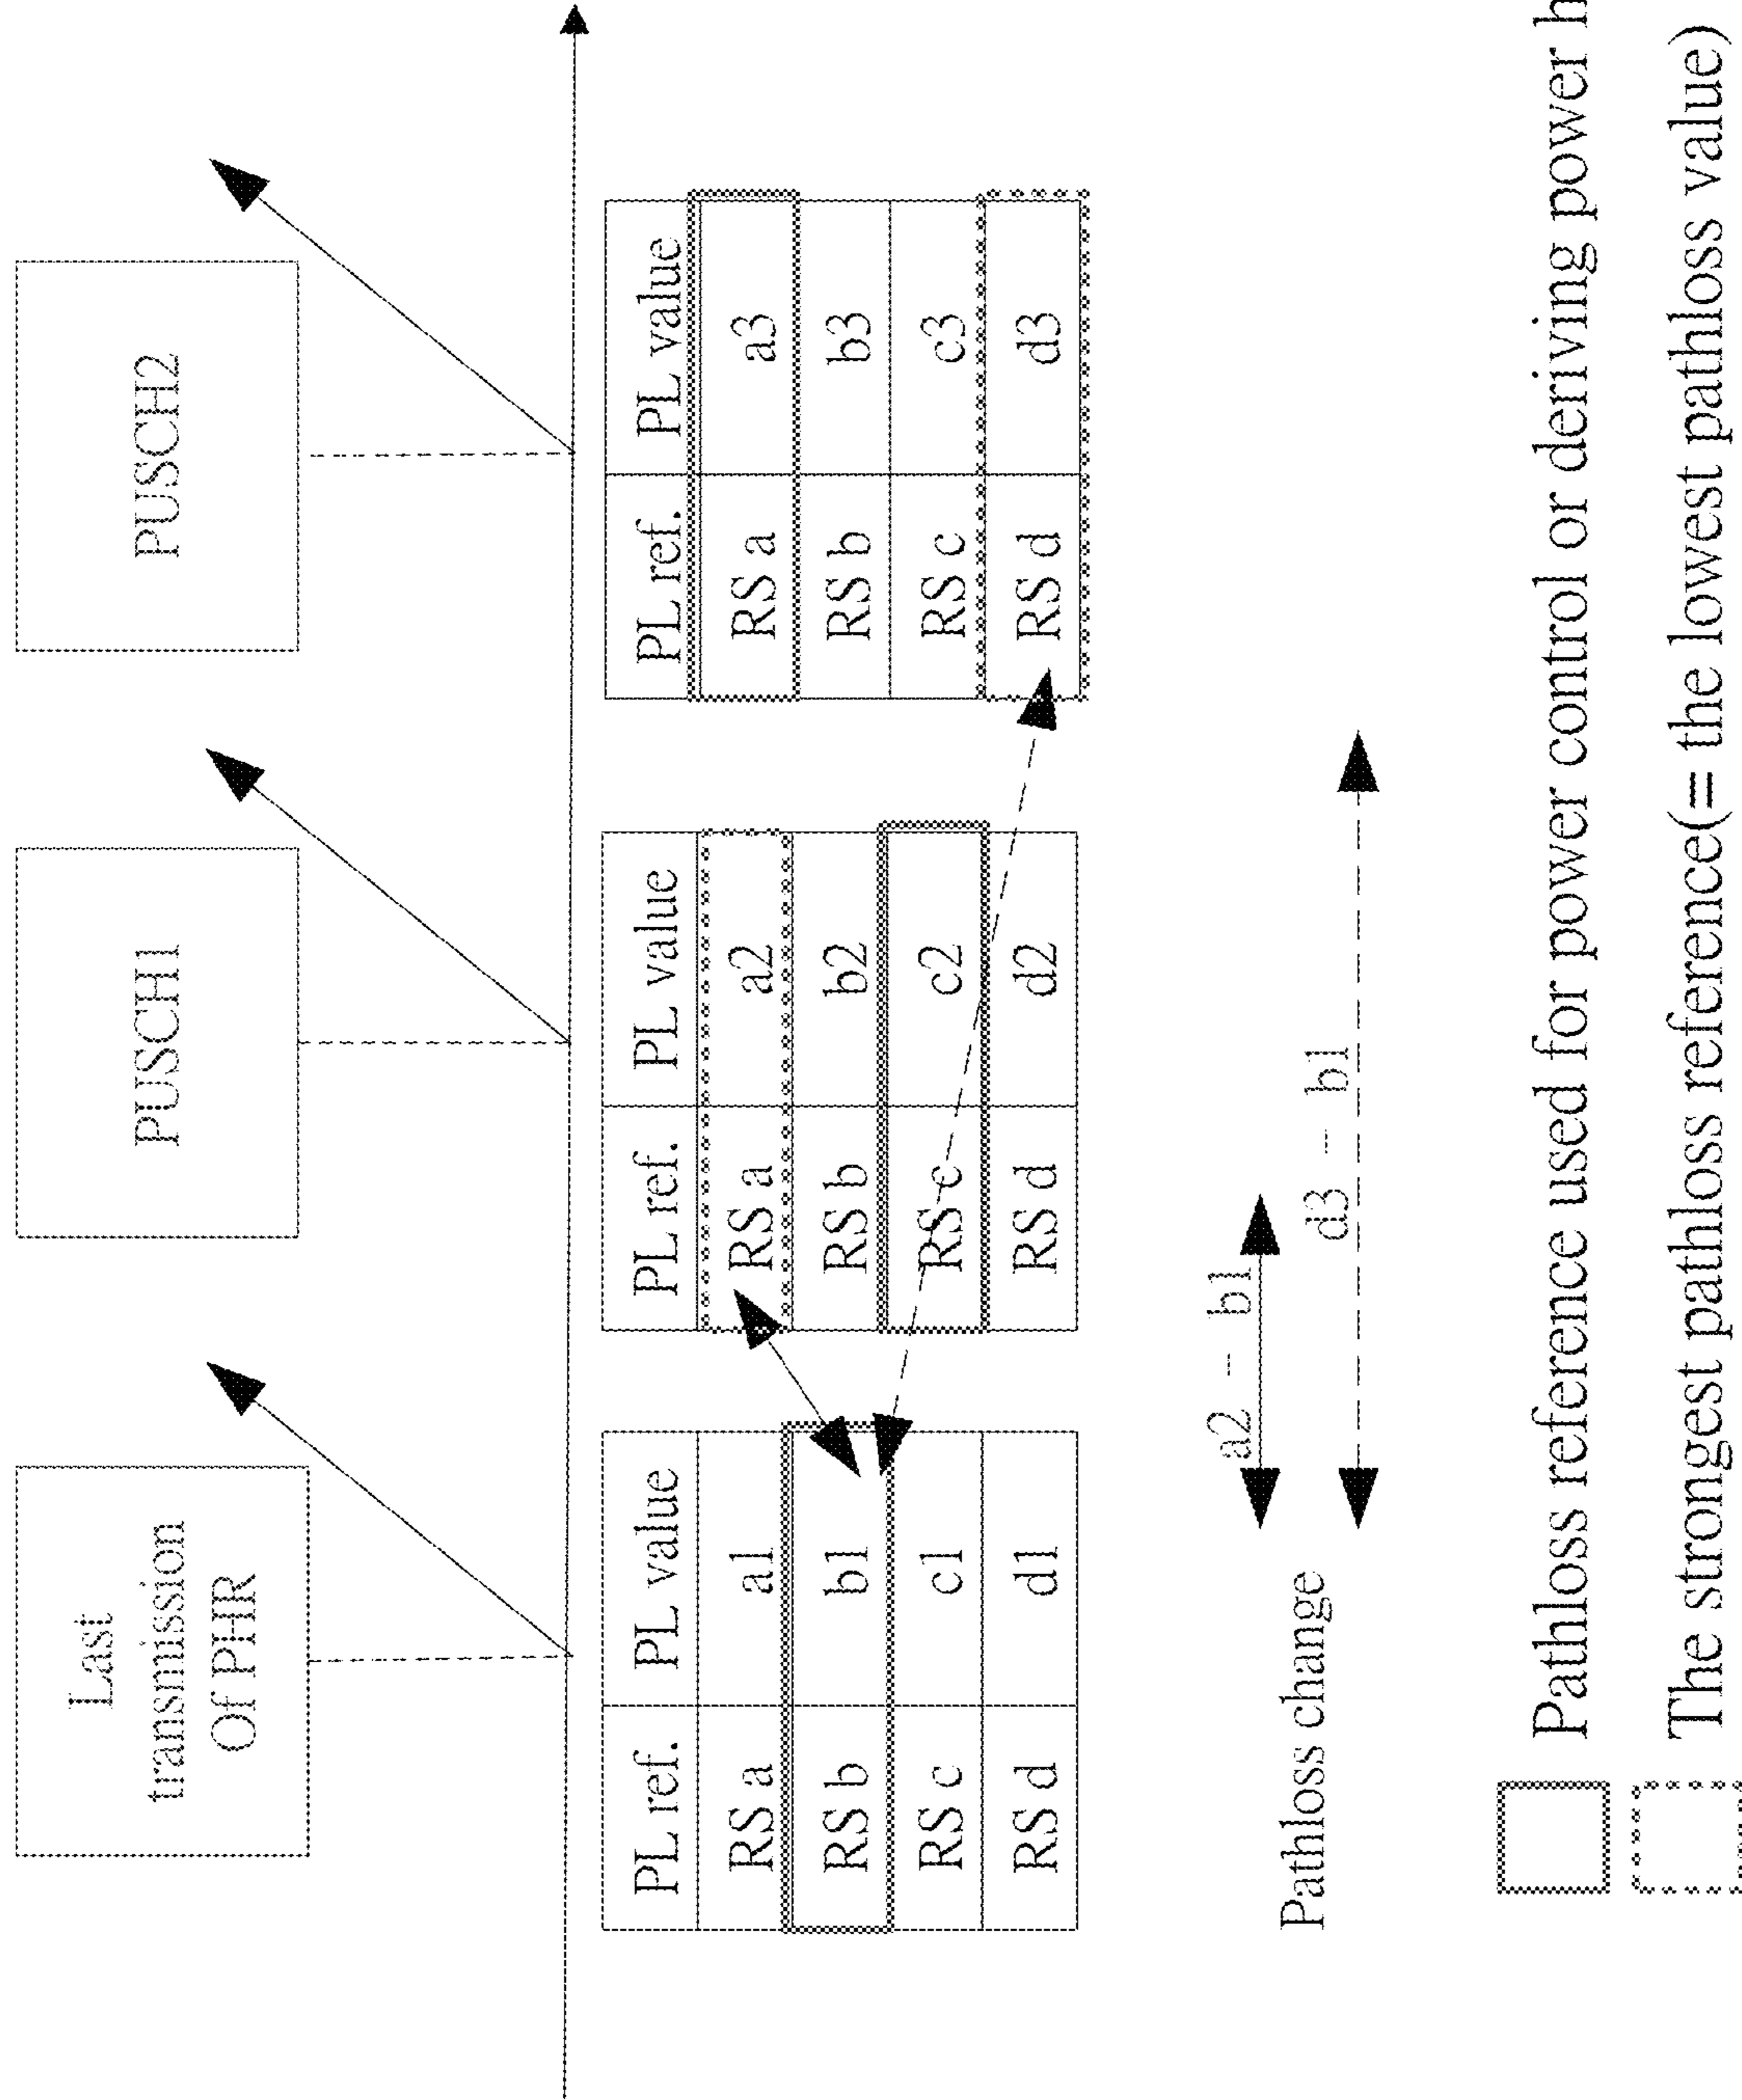 Last
transmission
Of PHR
PUSCH1
PUSCH2
PL ref. PL value
RS a a1
RS b b1
RS c c1
RS d d1
PL ref. PL value
RS a a2
RS b b2
RS c c2
RS d d2
PL ref. PL value
RS a a3
RS b b3
RS c c3
RS d d3
Pathloss change
a2 – b1
d3 – b1
Pathloss reference used for power control or deriving power h
The strongest pathloss reference(= the lowest pathloss value)